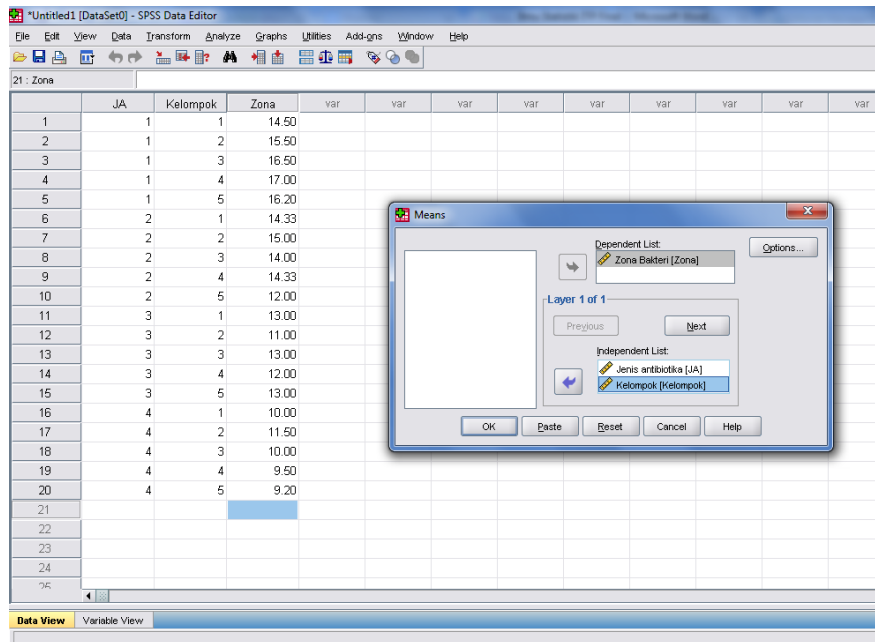 *Untitled1 [DataSet0] - SPSS Data Editor
File Edit View Data Transform Analyze Graphs Utilities Add-ons Window Help
21 : Zona
JA Kelompok Zona var var var var var var var var var
1 1 1 14.50
2 1 2 15.50
3 1 3 16.50
4 1 4 17.00
5 1 5 16.20
6 2 1 14.33
7 2 2 15.00
8 2 3 14.00
9 2 4 14.33
10 2 5 12.00
11 3 1 13.00
12 3 2 11.00
13 3 3 13.00
14 3 4 12.00
15 3 5 13.00
16 4 1 10.00
17 4 2 11.50
18 4 3 10.00
19 4 4 9.50
20 4 5 9.20
21
22
23
24
25
Means
Dependent List:
Zona Bakteri [Zona]
Options...
Layer 1 of 1
Previous Next
Independent List:
Jenis antibiotika [JA]
Kelompok [Kelompok]
OK Paste Reset Cancel Help
Data View Variable View